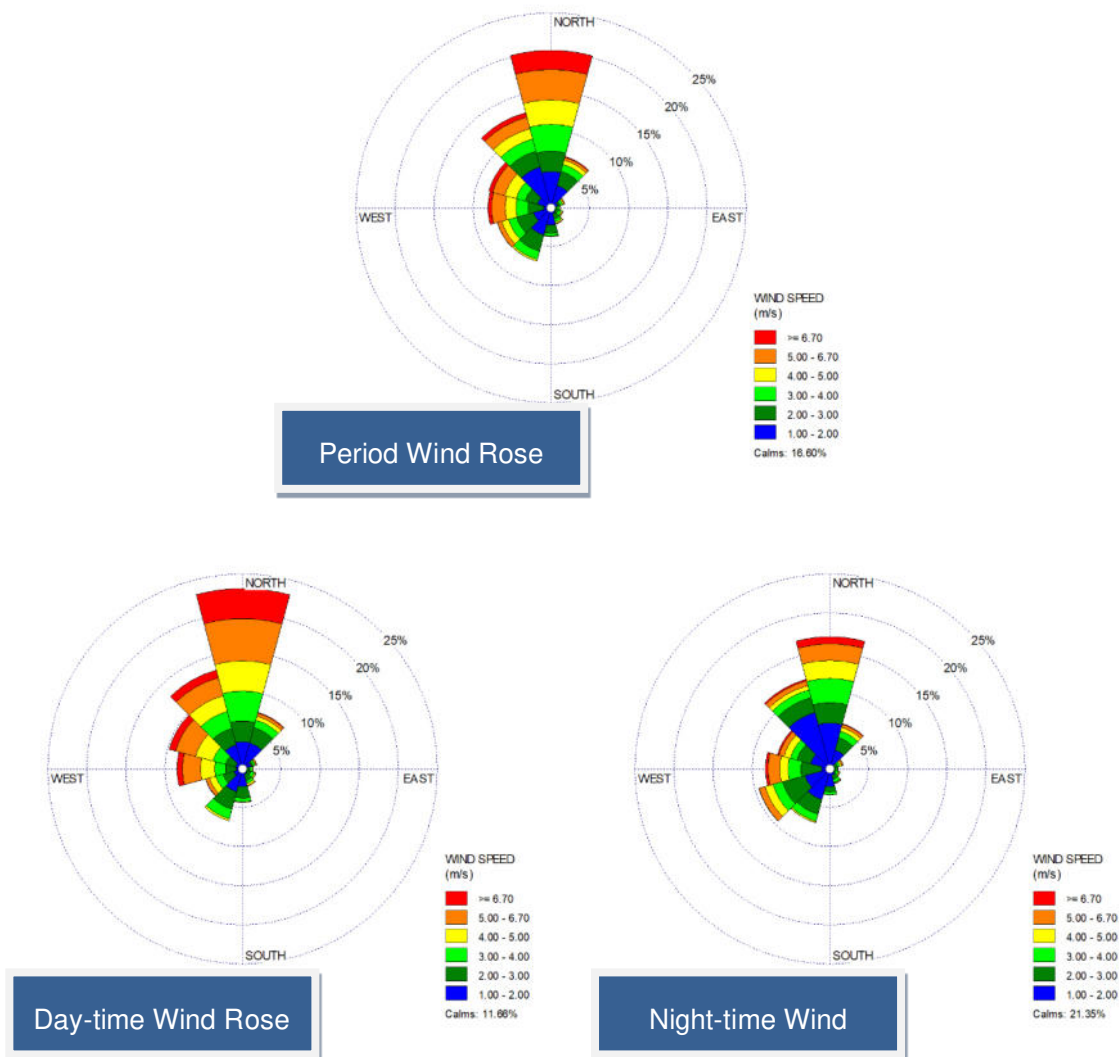 NORTH
25%
20%
15%
10%
5%
WEST
EAST
WIND SPEED
(m/s)
>= 6.70
5.00 - 6.70
4.00 - 5.00
3.00 - 4.00
2.00 - 3.00
1.00 - 2.00
Calms: 16.60%
SOUTH
Period Wind Rose
NORTH
25%
20%
15%
10%
5%
WEST
EAST
WIND SPEED
(m/s)
>= 6.70
5.00 - 6.70
4.00 - 5.00
3.00 - 4.00
2.00 - 3.00
1.00 - 2.00
Calms: 11.66%
SOUTH
Day-time Wind Rose
NORTH
25%
20%
15%
10%
5%
WEST
EAST
WIND SPEED
(m/s)
>= 6.70
5.00 - 6.70
4.00 - 5.00
3.00 - 4.00
2.00 - 3.00
1.00 - 2.00
Calms: 21.35%
SOUTH
Night-time Wind